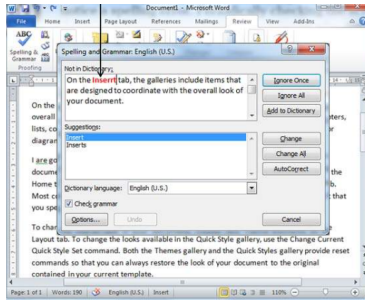 Document1 - Microsoft Word
File Home Insert Page Layout References Mailings Review View Add-Ins
ABC
Spelling &
Grammar
Proofing
Spelling and Grammar: English (U.S.)
Not in Dictionary:
On the Insertt tab, the galleries include items that
are designed to coordinate with the overall look of
your document.
Ignore Once
Ignore All
Add to Dictionary
Suggestions:
Insert
Inserts
Change
Change All
AutoCorrect
Dictionary language: English (U.S.)
Check grammar
Options... Undo Cancel
On the
overall
lists, co
diagrar
I are go
docume
Home t
Most c
you spe
To char
Layout tab. To change the looks available in the Quick Style gallery, use the Change Current
Quick Style Set command. Both the Themes gallery and the Quick Styles gallery provide reset
commands so that you can always restore the look of your document to the original
contained in your current template.
Page: 1 of 1 Words: 190 English (U.S.) Insert 110%